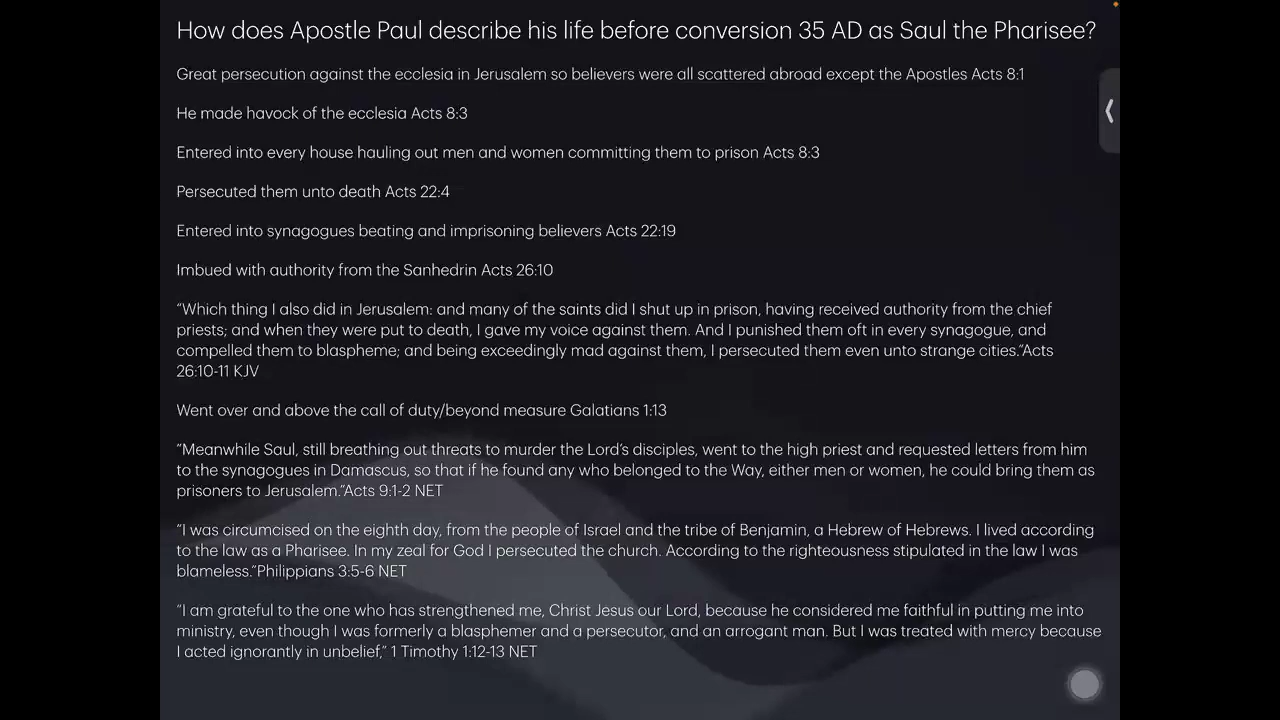 How does Apostle Paul describe his life before conversion 35 AD as Saul the Pharisee?
Great persecution against the ecclesia in Jerusalem so believers were all scattered abroad except the Apostles Acts 8:1
He made havock of the ecclesia Acts 8:3
Entered into every house hauling out men and women committing them to prison Acts 8:3
Persecuted them unto death Acts 22:4
Entered into synagogues beating and imprisoning believers Acts 22:19
Imbued with authority from the Sanhedrin Acts 26:10
“Which thing I also did in Jerusalem: and many of the saints did I shut up in prison, having received authority from the chief
priests; and when they were put to death, I gave my voice against them. And I punished them oft in every synagogue, and
compelled them to blaspheme; and being exceedingly mad against them, I persecuted them even unto strange cities.”Acts
26:10-11 KJV
Went over and above the call of duty/beyond measure Galatians 1:13
“Meanwhile Saul, still breathing out threats to murder the Lord’s disciples, went to the high priest and requested letters from him
to the synagogues in Damascus, so that if he found any who belonged to the Way, either men or women, he could bring them as
prisoners to Jerusalem.”Acts 9:1-2 NET
“I was circumcised on the eighth day, from the people of Israel and the tribe of Benjamin, a Hebrew of Hebrews. I lived according
to the law as a Pharisee. In my zeal for God I persecuted the church. According to the righteousness stipulated in the law I was
blameless.”Philippians 3:5-6 NET
“I am grateful to the one who has strengthened me, Christ Jesus our Lord, because he considered me faithful in putting me into
ministry, even though I was formerly a blasphemer and a persecutor, and an arrogant man. But I was treated with mercy because
I acted ignorantly in unbelief,” 1 Timothy 1:12-13 NET